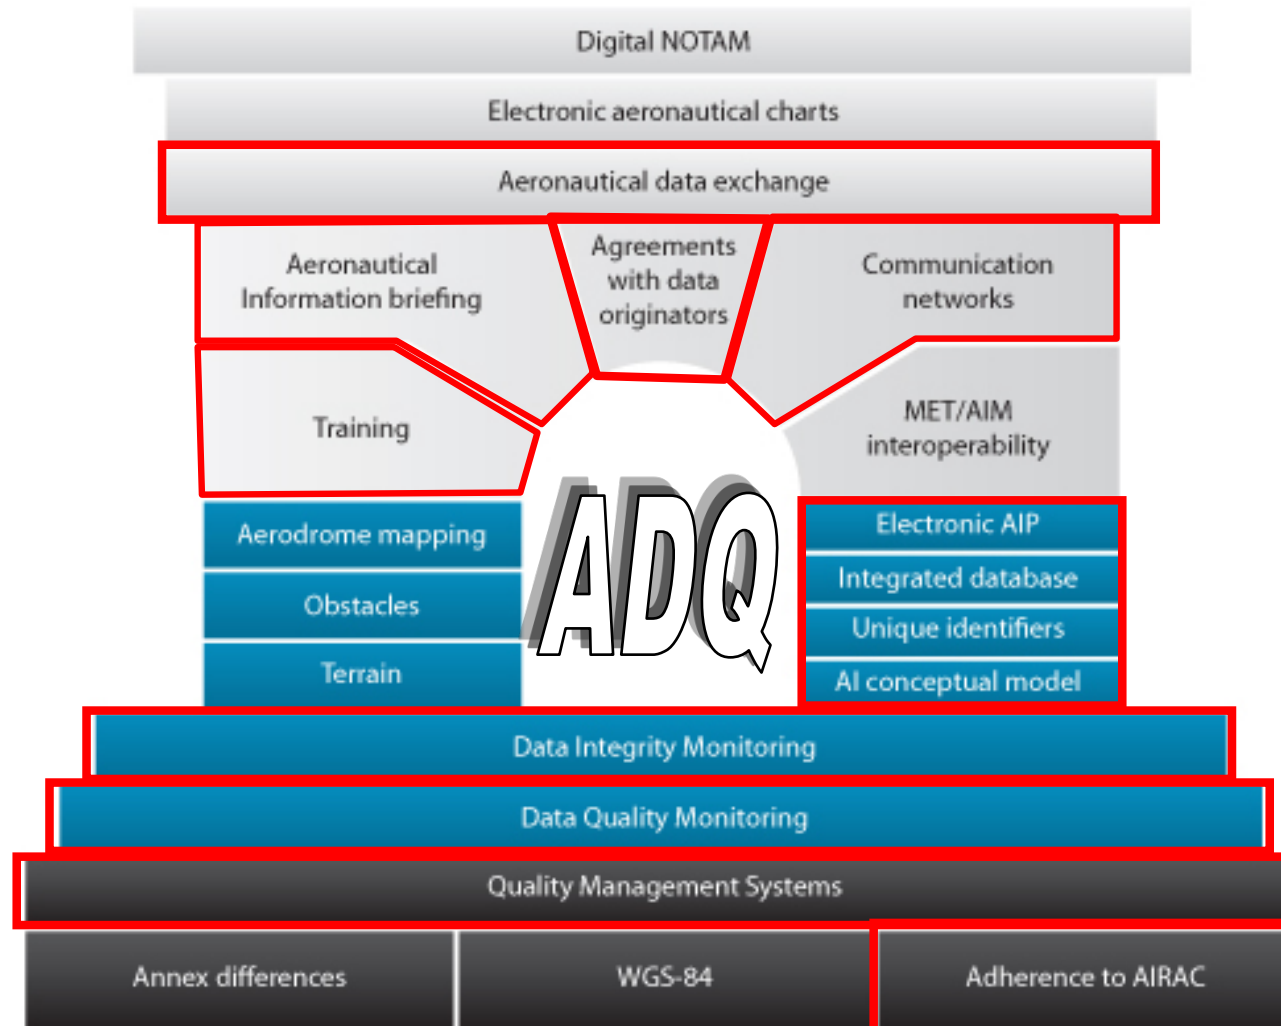 Digital NOTAM
Electronic aeronautical charts
Aeronautical data exchange
Aeronautical
Information briefing
Agreements
with data
originators
Communication
networks
Training
MET/AIM
interoperability
Aerodrome mapping
Obstacles
Terrain
ADQ
Electronic AIP
Integrated database
Unique identifiers
AI conceptual model
Data Integrity Monitoring
Data Quality Monitoring
Quality Management Systems
Annex differences
WGS-84
Adherence to AIRAC